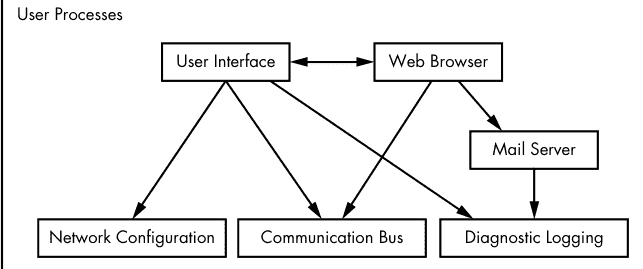 User Processes
User Interface
Web Browser
Mail Server
Network Configuration
Communication Bus
Diagnostic Logging